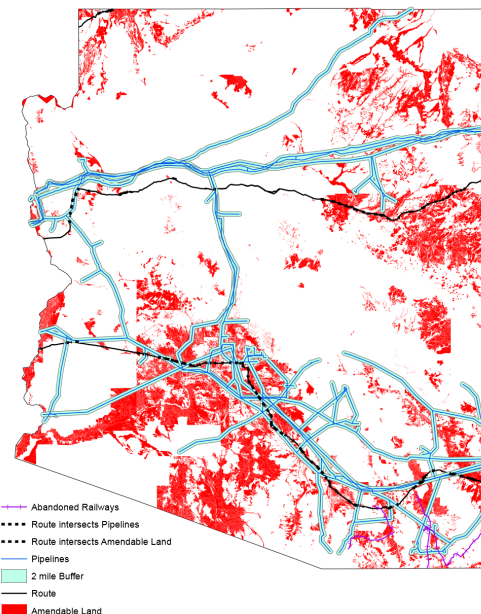 Abandoned Railways
Route intersects Pipelines
Route intersects Amendable Land
Pipelines
2 mile Buffer
Route
Amendable Land